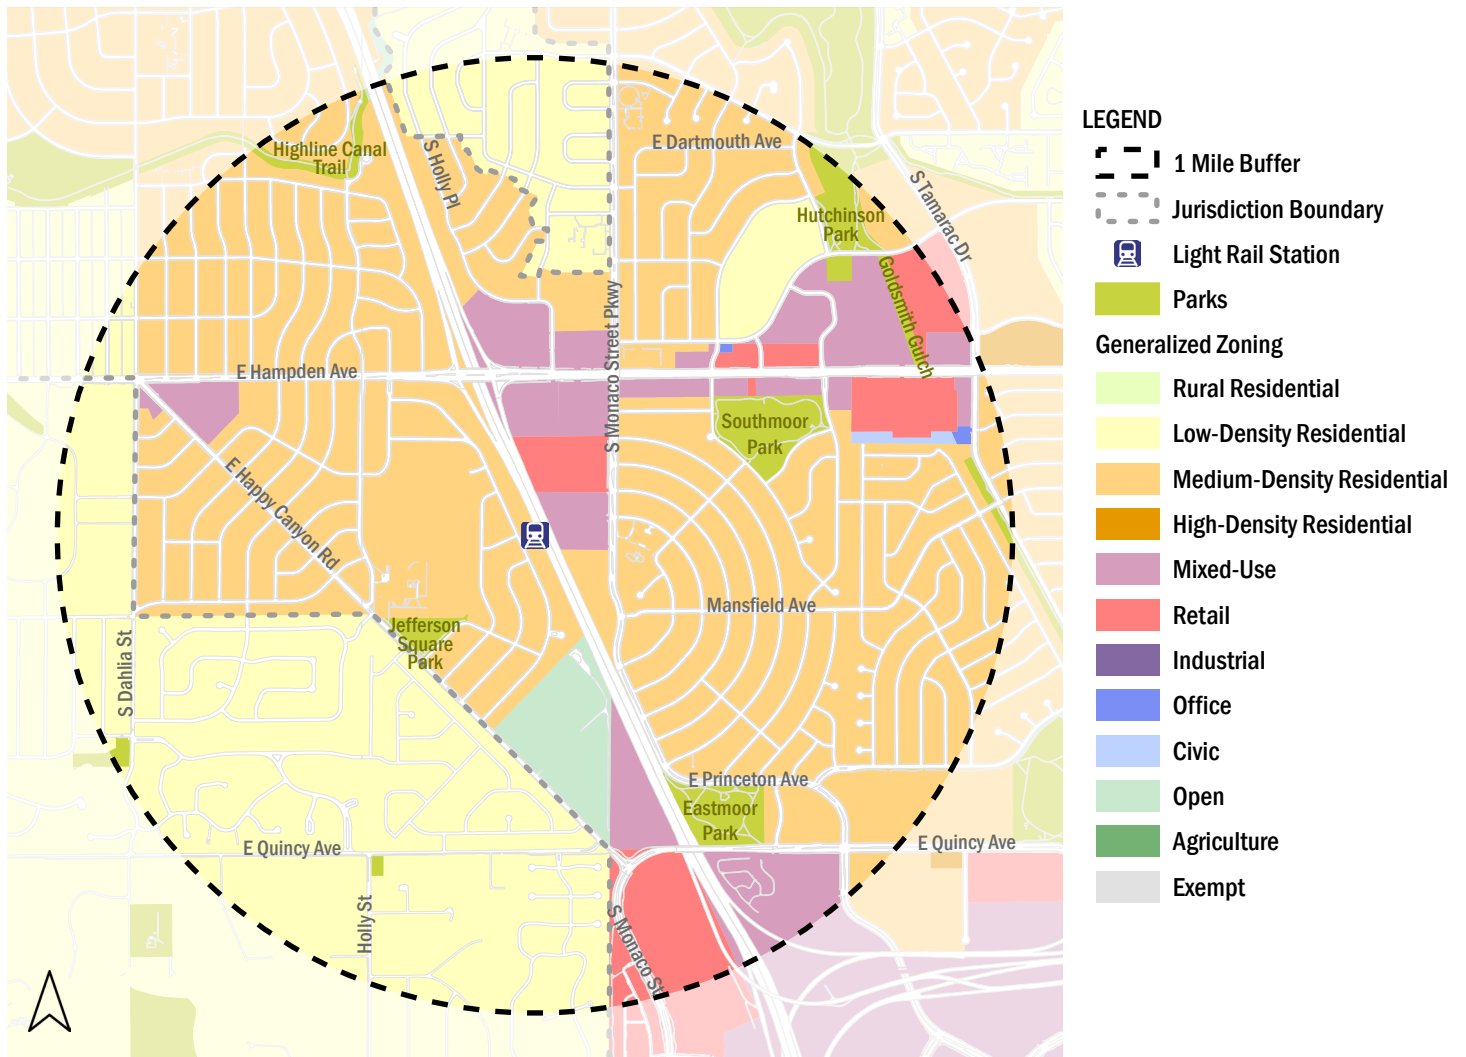 E Dartmouth Ave
Highline Canal
Trail
S Holly Pl
S Tamarac Dr
Hutchinson
Park
Goldsmith Gulch
S Monaco Street Pkwy
E Hampden Ave
Southmoor
Park
E Happy Canyon Rd
Mansfield Ave
Jefferson
Square
Park
S Dahlia St
E Princeton Ave
Eastmoor
Park
E Quincy Ave
E Quincy Ave
Holly St
S Monaco St
LEGEND
1 Mile Buffer
Jurisdiction Boundary
Light Rail Station
Parks
Generalized Zoning
Rural Residential
Low-Density Residential
Medium-Density Residential
High-Density Residential
Mixed-Use
Retail
Industrial
Office
Civic
Open
Agriculture
Exempt